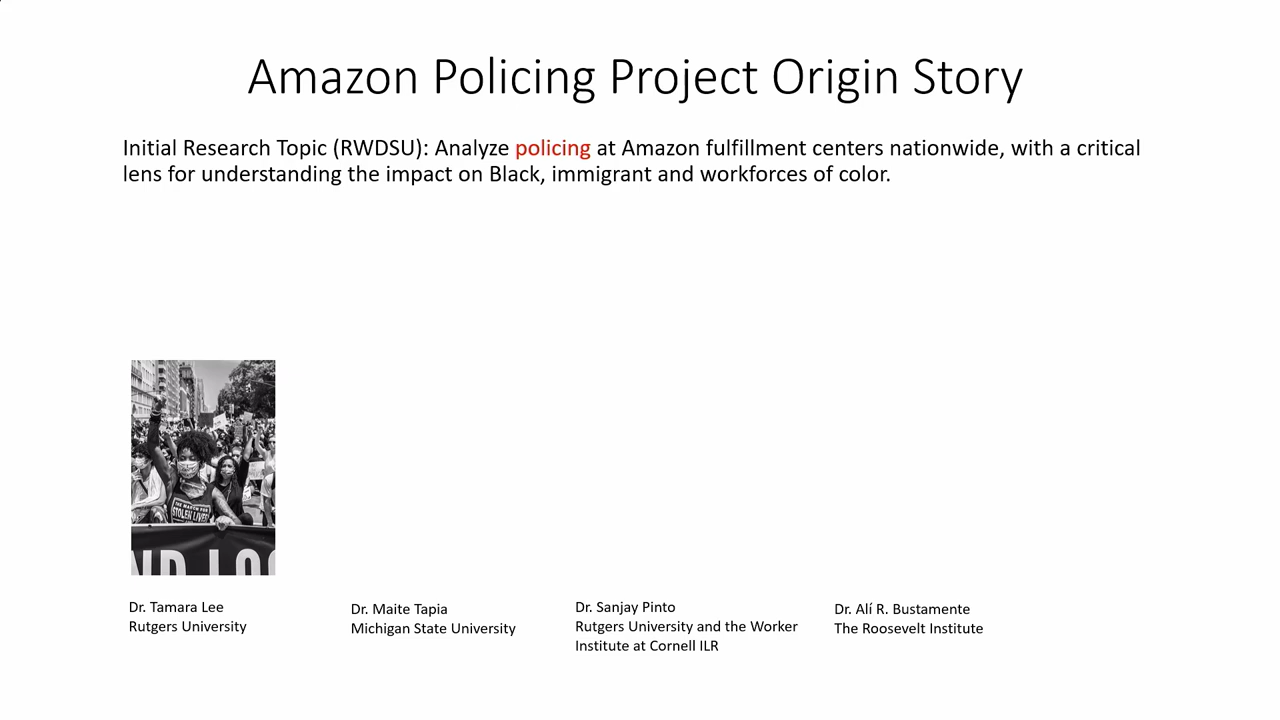 Amazon Policing Project Origin Story
Initial Research Topic (RWDSU): Analyze policing at Amazon fulfillment centers nationwide, with a critical
lens for understanding the impact on Black, immigrant and workforces of color.
STOLEN LIVES
Dr. Tamara Lee
Rutgers University
Dr. Maite Tapia
Michigan State University
Dr. Sanjay Pinto
Rutgers University and the Worker
Institute at Cornell ILR
Dr. Alí R. Bustamente
The Roosevelt Institute